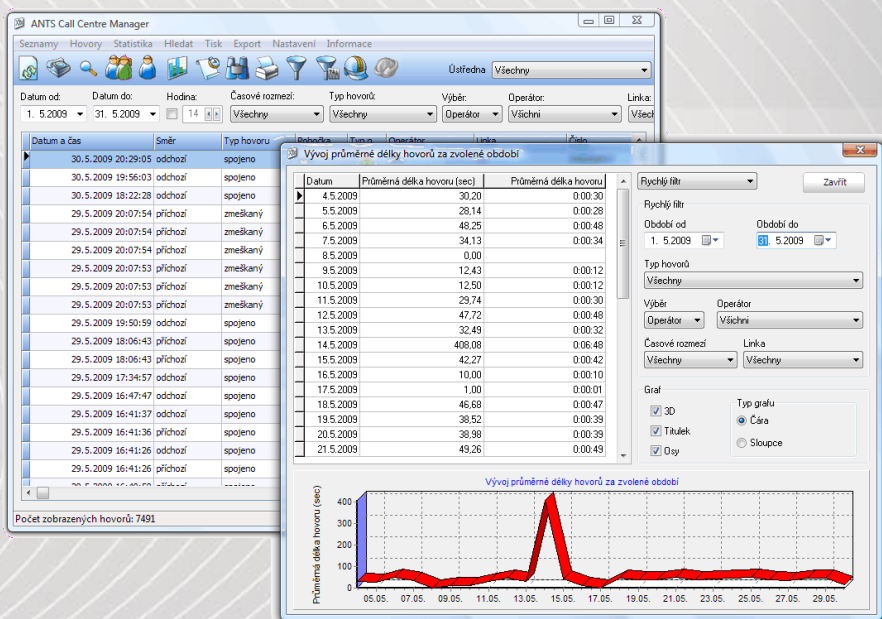 ANTS Call Centre Manager
Seznamy Hovory Statistika Hledat Tisk Export Nastavení Informace
Ústředna Všechny
Datum od: Datum do: Hodina: Časové rozmezí: Typ hovorů: Výběr: Operátor: Linka:
1. 5.2009 31. 5.2009 14 Všechny Všechny Operátor Všichni Všech
Datum a čas Směr Typ hovoru Pobočka Operátor Linka Číslo
30.5.2009 20:29:05 odchozí spojeno
30.5.2009 19:56:03 odchozí spojeno
30.5.2009 18:22:28 odchozí spojeno
29.5.2009 20:07:54 příchozí zmeškaný
29.5.2009 20:07:54 příchozí zmeškaný
29.5.2009 20:07:54 příchozí zmeškaný
29.5.2009 20:07:53 příchozí zmeškaný
29.5.2009 20:07:53 příchozí zmeškaný
29.5.2009 20:07:53 příchozí zmeškaný
29.5.2009 19:50:59 odchozí spojeno
29.5.2009 18:06:43 příchozí spojeno
29.5.2009 18:06:43 příchozí spojeno
29.5.2009 17:34:57 odchozí spojeno
29.5.2009 16:47:47 odchozí spojeno
29.5.2009 16:41:37 odchozí spojeno
29.5.2009 16:41:36 příchozí spojeno
29.5.2009 16:41:26 odchozí spojeno
29.5.2009 16:41:26 příchozí spojeno
Počet zobrazených hovorů: 7491
Vývoj průměrné délky hovorů za zvolené období
Datum Průměrná délka hovoru (sec) Průměrná délka hovoru
4.5.2009 30,20 0:00:30
5.5.2009 28,14 0:00:28
6.5.2009 48,25 0:00:48
7.5.2009 34,13 0:00:34
8.5.2009 0,00
9.5.2009 12,43 0:00:12
10.5.2009 12,50 0:00:12
11.5.2009 29,74 0:00:30
12.5.2009 47,72 0:00:48
13.5.2009 32,49 0:00:32
14.5.2009 408,08 0:06:48
15.5.2009 42,27 0:00:42
16.5.2009 10,00 0:00:10
17.5.2009 1,00 0:00:01
18.5.2009 46,68 0:00:47
19.5.2009 38,52 0:00:39
20.5.2009 38,98 0:00:39
21.5.2009 49,26 0:00:49
Rychlý filtr Zavřít
Rychlý filtr
Období od Období do
1. 5.2009 31. 5.2009
Typ hovorů
Všechny
Výběr Operátor
Operátor Všichni
Časové rozmezí Linka
Všechny Všechny
Graf
Typ grafu
3D
Čára
Titulek
Sloupce
Osy
Vývoj průměrné délky hovorů za zvolené období
Průměrná délka hovoru (sec)
400
300
200
100
0
05.05. 07.05. 09.05. 11.05. 13.05. 15.05. 17.05. 19.05. 21.05. 23.05. 25.05. 27.05. 29.05.